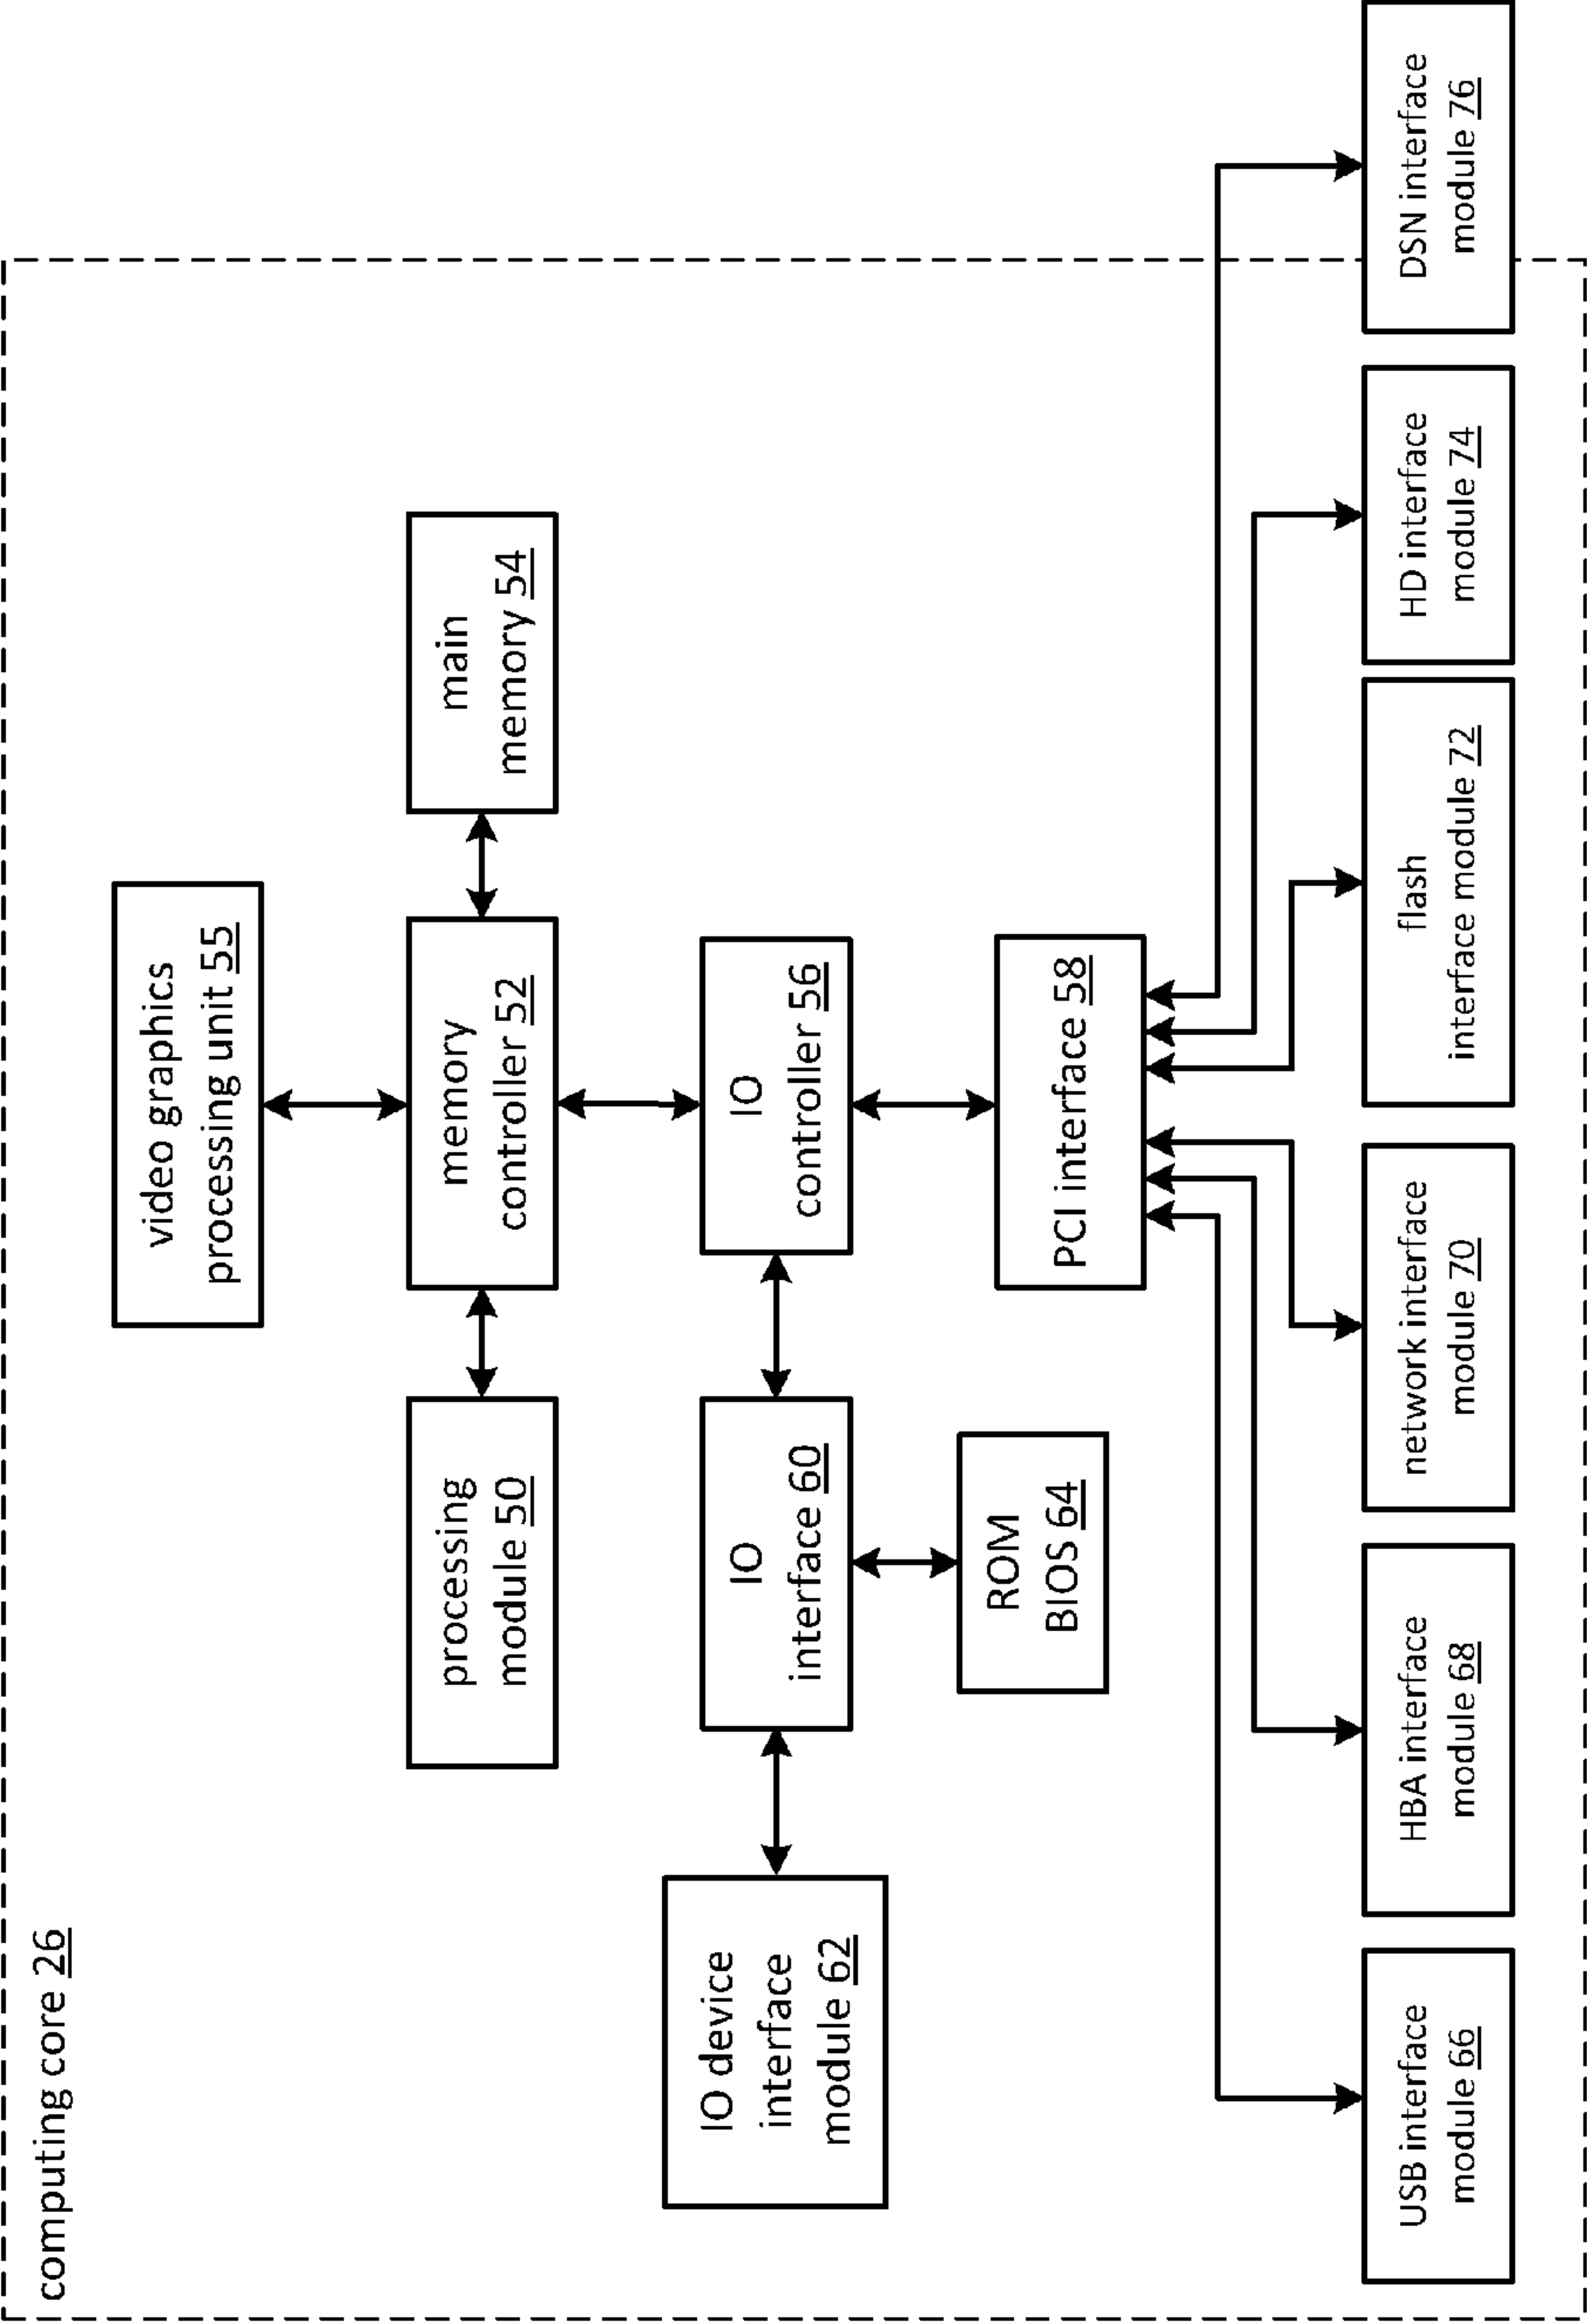 computing core 26
video graphics
processing unit 55
processing
module 50
memory
controller 52
main
memory 54
IO device
interface
module 62
IO
interface 60
IO
controller 56
ROM
BIOS 64
PCI interface 58
USB interface
module 66
HBA interface
module 68
network interface
module 70
flash
interface module 72
HD interface
module 74
DSN interface
module 76